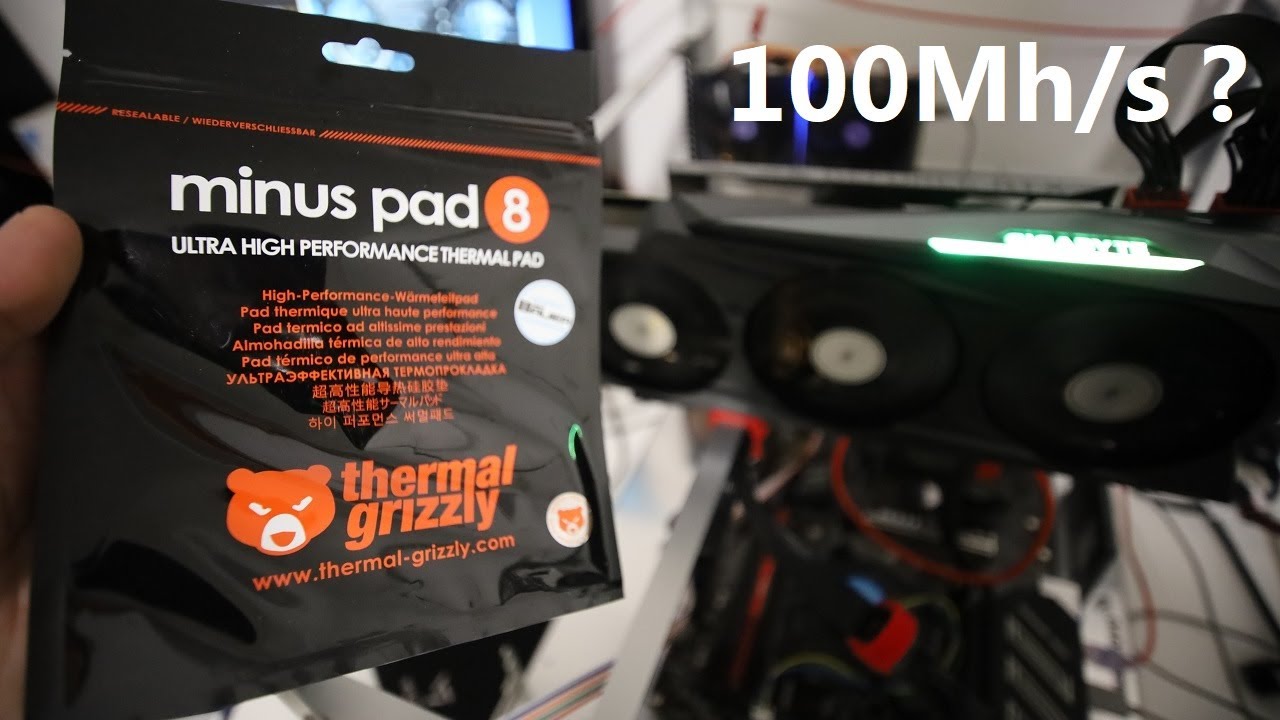 100Mh/s ?
RESEALABLE / WIEDERVERSCHLIESSBAR
minus pad 8
ULTRA HIGH PERFORMANCE THERMAL PAD
High-Performance-Wärmeleitpad
Pad thermique ultra haute performance
Pad termico ad altissime prestazioni
Almohadilla térmica de alto rendimiento
Pad térmico de performance ultra alta
УЛЬТРАЭФФЕКТИВНАЯ ТЕРМОПРОКЛАДКА
超高性能导热硅胶垫
超高性能サーマルパッド
하이 퍼포먼스 써멀패드
thermal
grizzly
www.thermal-grizzly.com
GIGABYTE